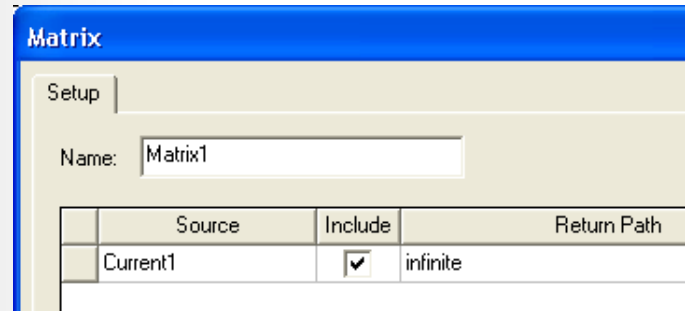 Matrix
Setup
Name: Matrix1
Source Include Return Path
Current1 infinite